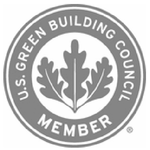 U.S. GREEN BUILDING COUNCIL
MEMBER
®